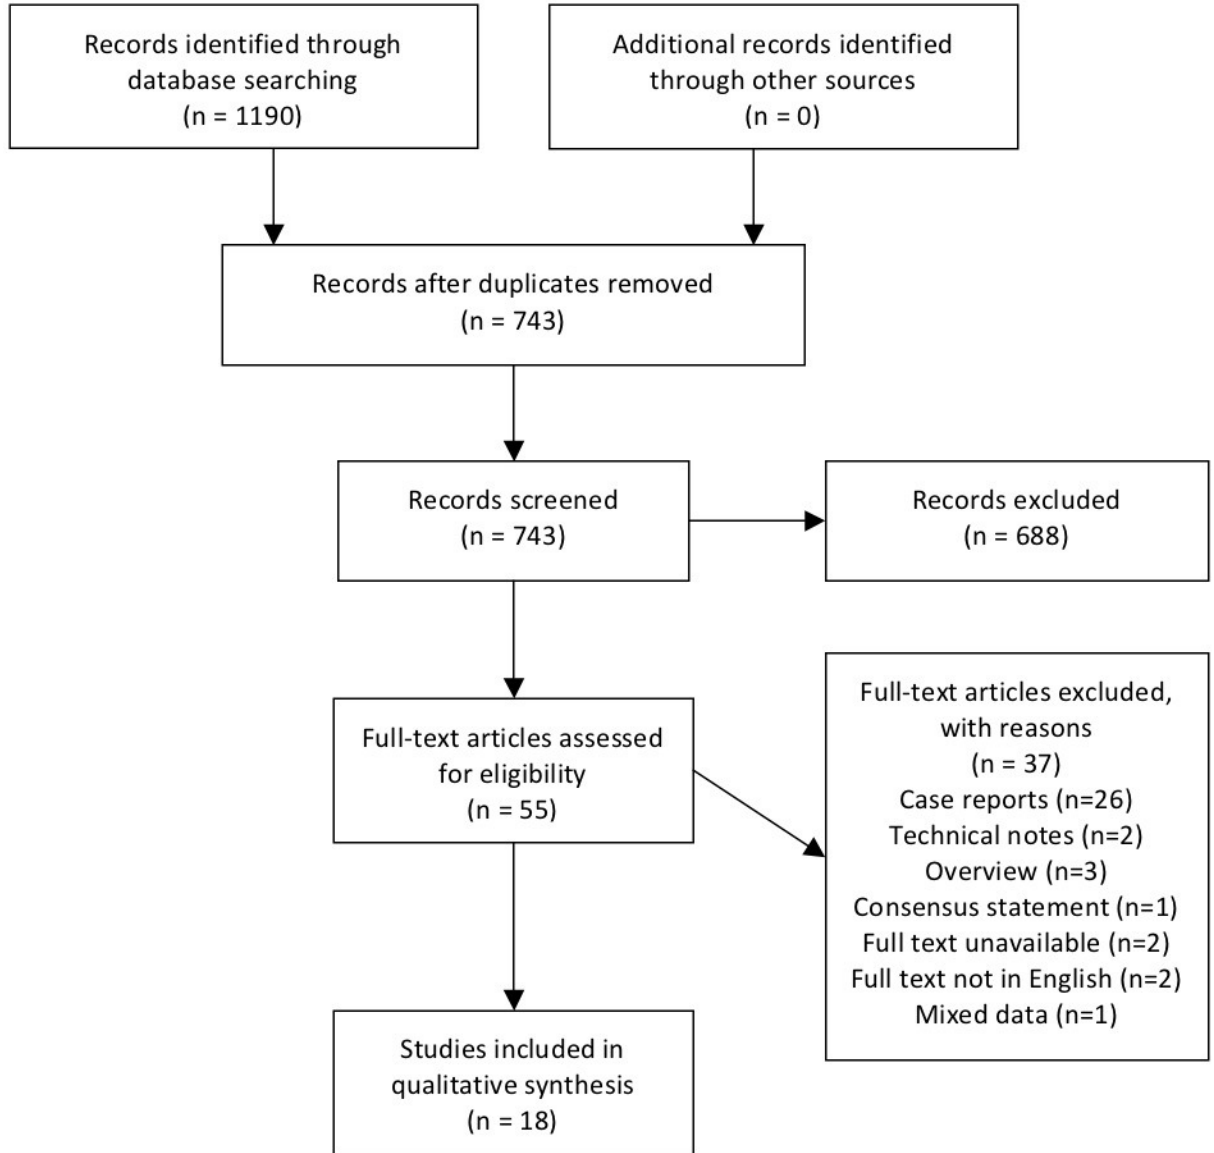 Records identified through
database searching
(n = 1190)
Additional records identified
through other sources
(n = 0)
Records after duplicates removed
(n = 743)
Records screened
(n = 743)
Records excluded
(n = 688)
Full-text articles assessed
for eligibility
(n = 55)
Full-text articles excluded,
with reasons
(n = 37)
Case reports (n=26)
Technical notes (n=2)
Overview (n=3)
Consensus statement (n=1)
Full text unavailable (n=2)
Full text not in English (n=2)
Mixed data (n=1)
Studies included in
qualitative synthesis
(n = 18)